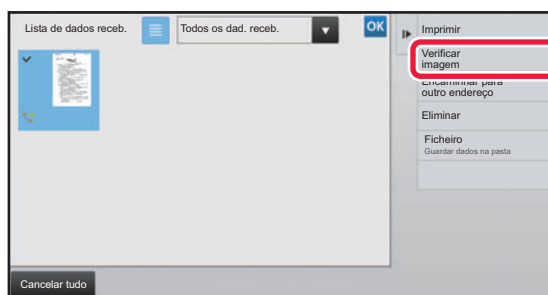 Lista de dados receb.
Todos os dad. receb.
OK
Imprimir
Verificar
imagem
Encaminhar para
outro endereço
Eliminar
Ficheiro
Guardar dados na pasta
Cancelar tudo